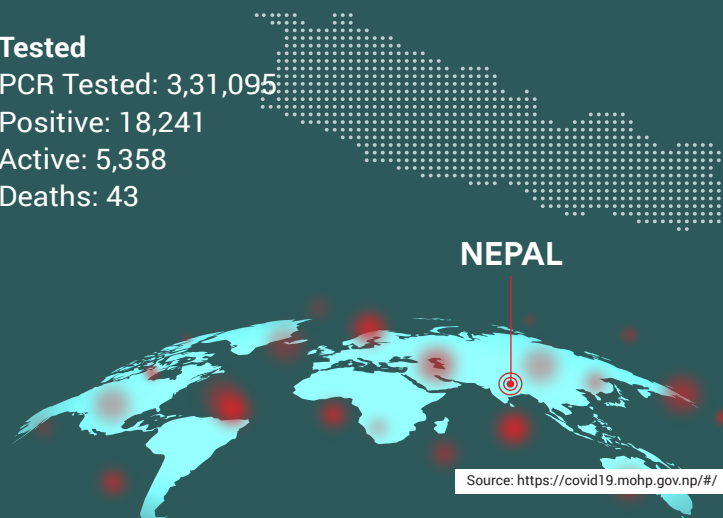 Tested
PCR Tested: 3,31,095
Positive: 18,241
Active: 5,358
Deaths: 43
NEPAL
Source: https://covid19.mohp.gov.np/#/